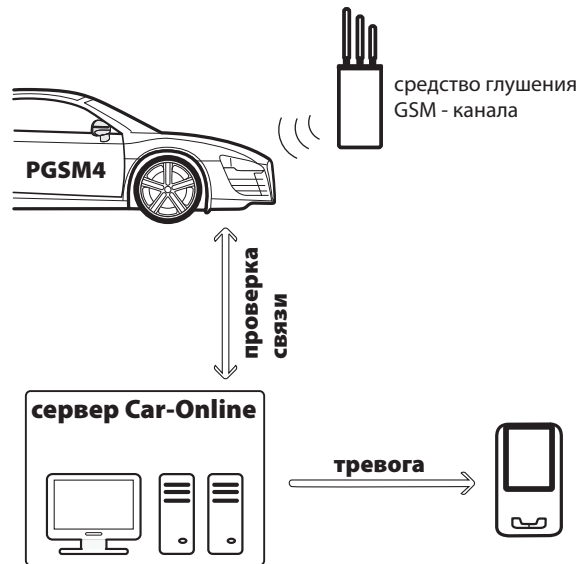 средство глушения
GSM - канала
PGSM4
проверка
связи
сервер Car-Online
тревога